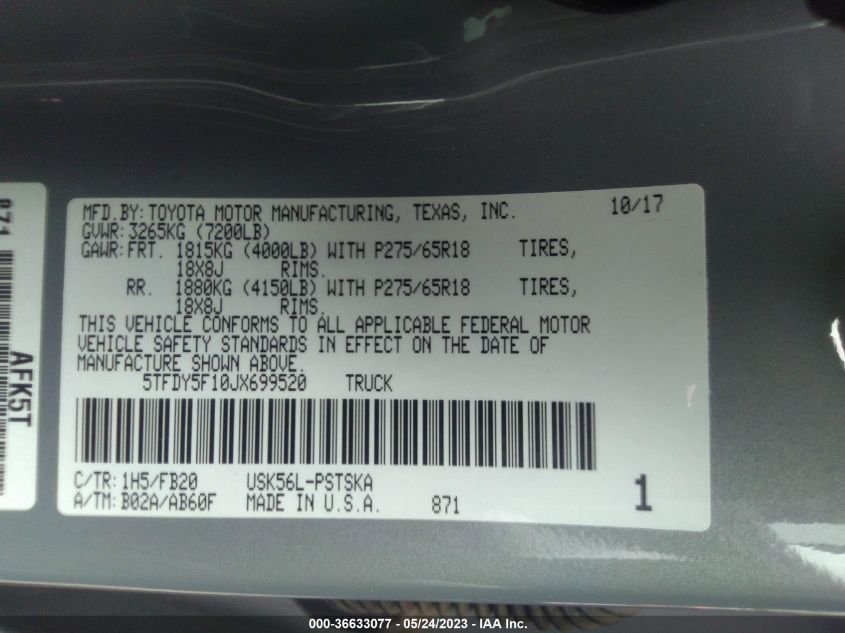 871
AFK5T
MFD.BY: TOYOTA MOTOR MANUFACTURING, TEXAS, INC. 10/17
GVWR: 3265KG (7200LB)
GAWR: FRT. 1815KG (4000LB) WITH P275/65R18 TIRES,
18X8J RIMS.
RR. 1880KG (4150LB) WITH P275/65R18 TIRES,
18X8J RIMS.
THIS VEHICLE CONFORMS TO ALL APPLICABLE FEDERAL MOTOR
VEHICLE SAFETY STANDARDS IN EFFECT ON THE DATE OF
MANUFACTURE SHOWN ABOVE.
5TFDY5F10JX699520 TRUCK
C/TR: 1H5/FB20 USK56L-PSTSKA
A/TM: B02A/AB60F MADE IN U.S.A. 871 1
000-36633077 - 05/24/2023 - IAA Inc.